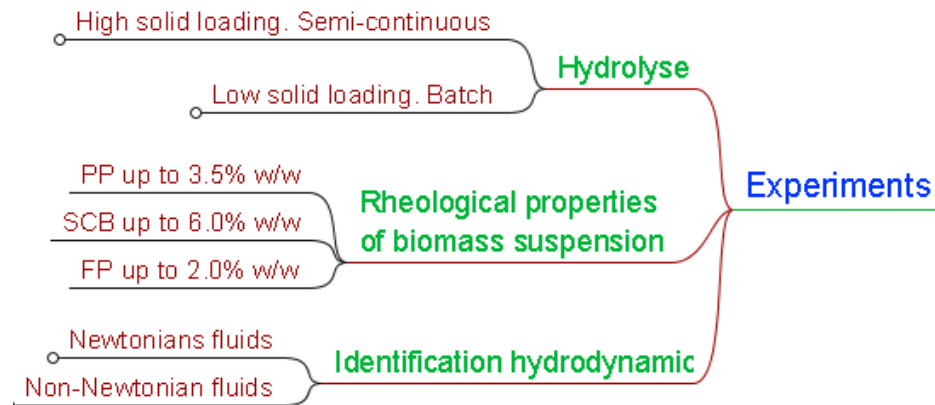 High solid loading. Semi-continuous
Hydrolyse
Low solid loading. Batch
PP up to 3.5% w/w
Experiments
Rheological properties
of biomass suspension
SCB up to 6.0% w/w
FP up to 2.0% w/w
Newtonians fluids
Identification hydrodynamic
Non-Newtonian fluids